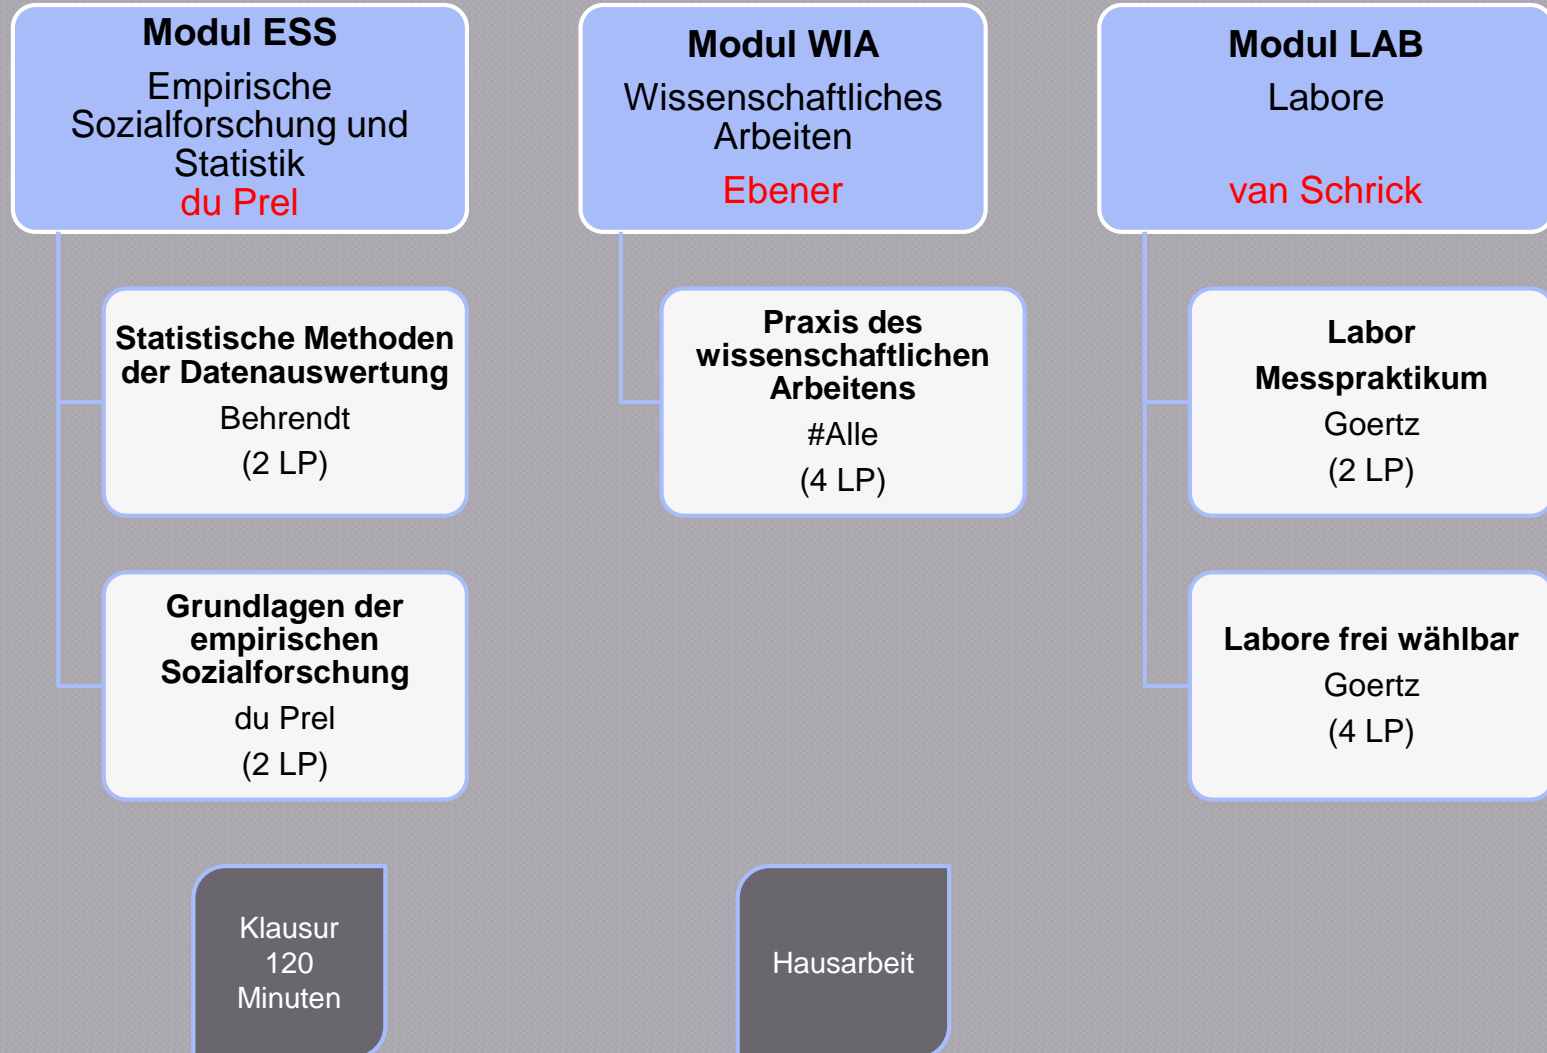 Modul ESS
Empirische
Sozialforschung und
Statistik
du Prel
Statistische Methoden
der Datenauswertung
Behrendt
(2 LP)
Grundlagen der
empirischen
Sozialforschung
du Prel
(2 LP)
Klausur
120
Minuten
Modul WIA
Wissenschaftliches
Arbeiten
Ebener
Praxis des
wissenschaftlichen
Arbeitens
#Alle
(4 LP)
Hausarbeit
Modul LAB
Labore
van Schrick
Labor
Messpraktikum
Goertz
(2 LP)
Labore frei wählbar
Goertz
(4 LP)